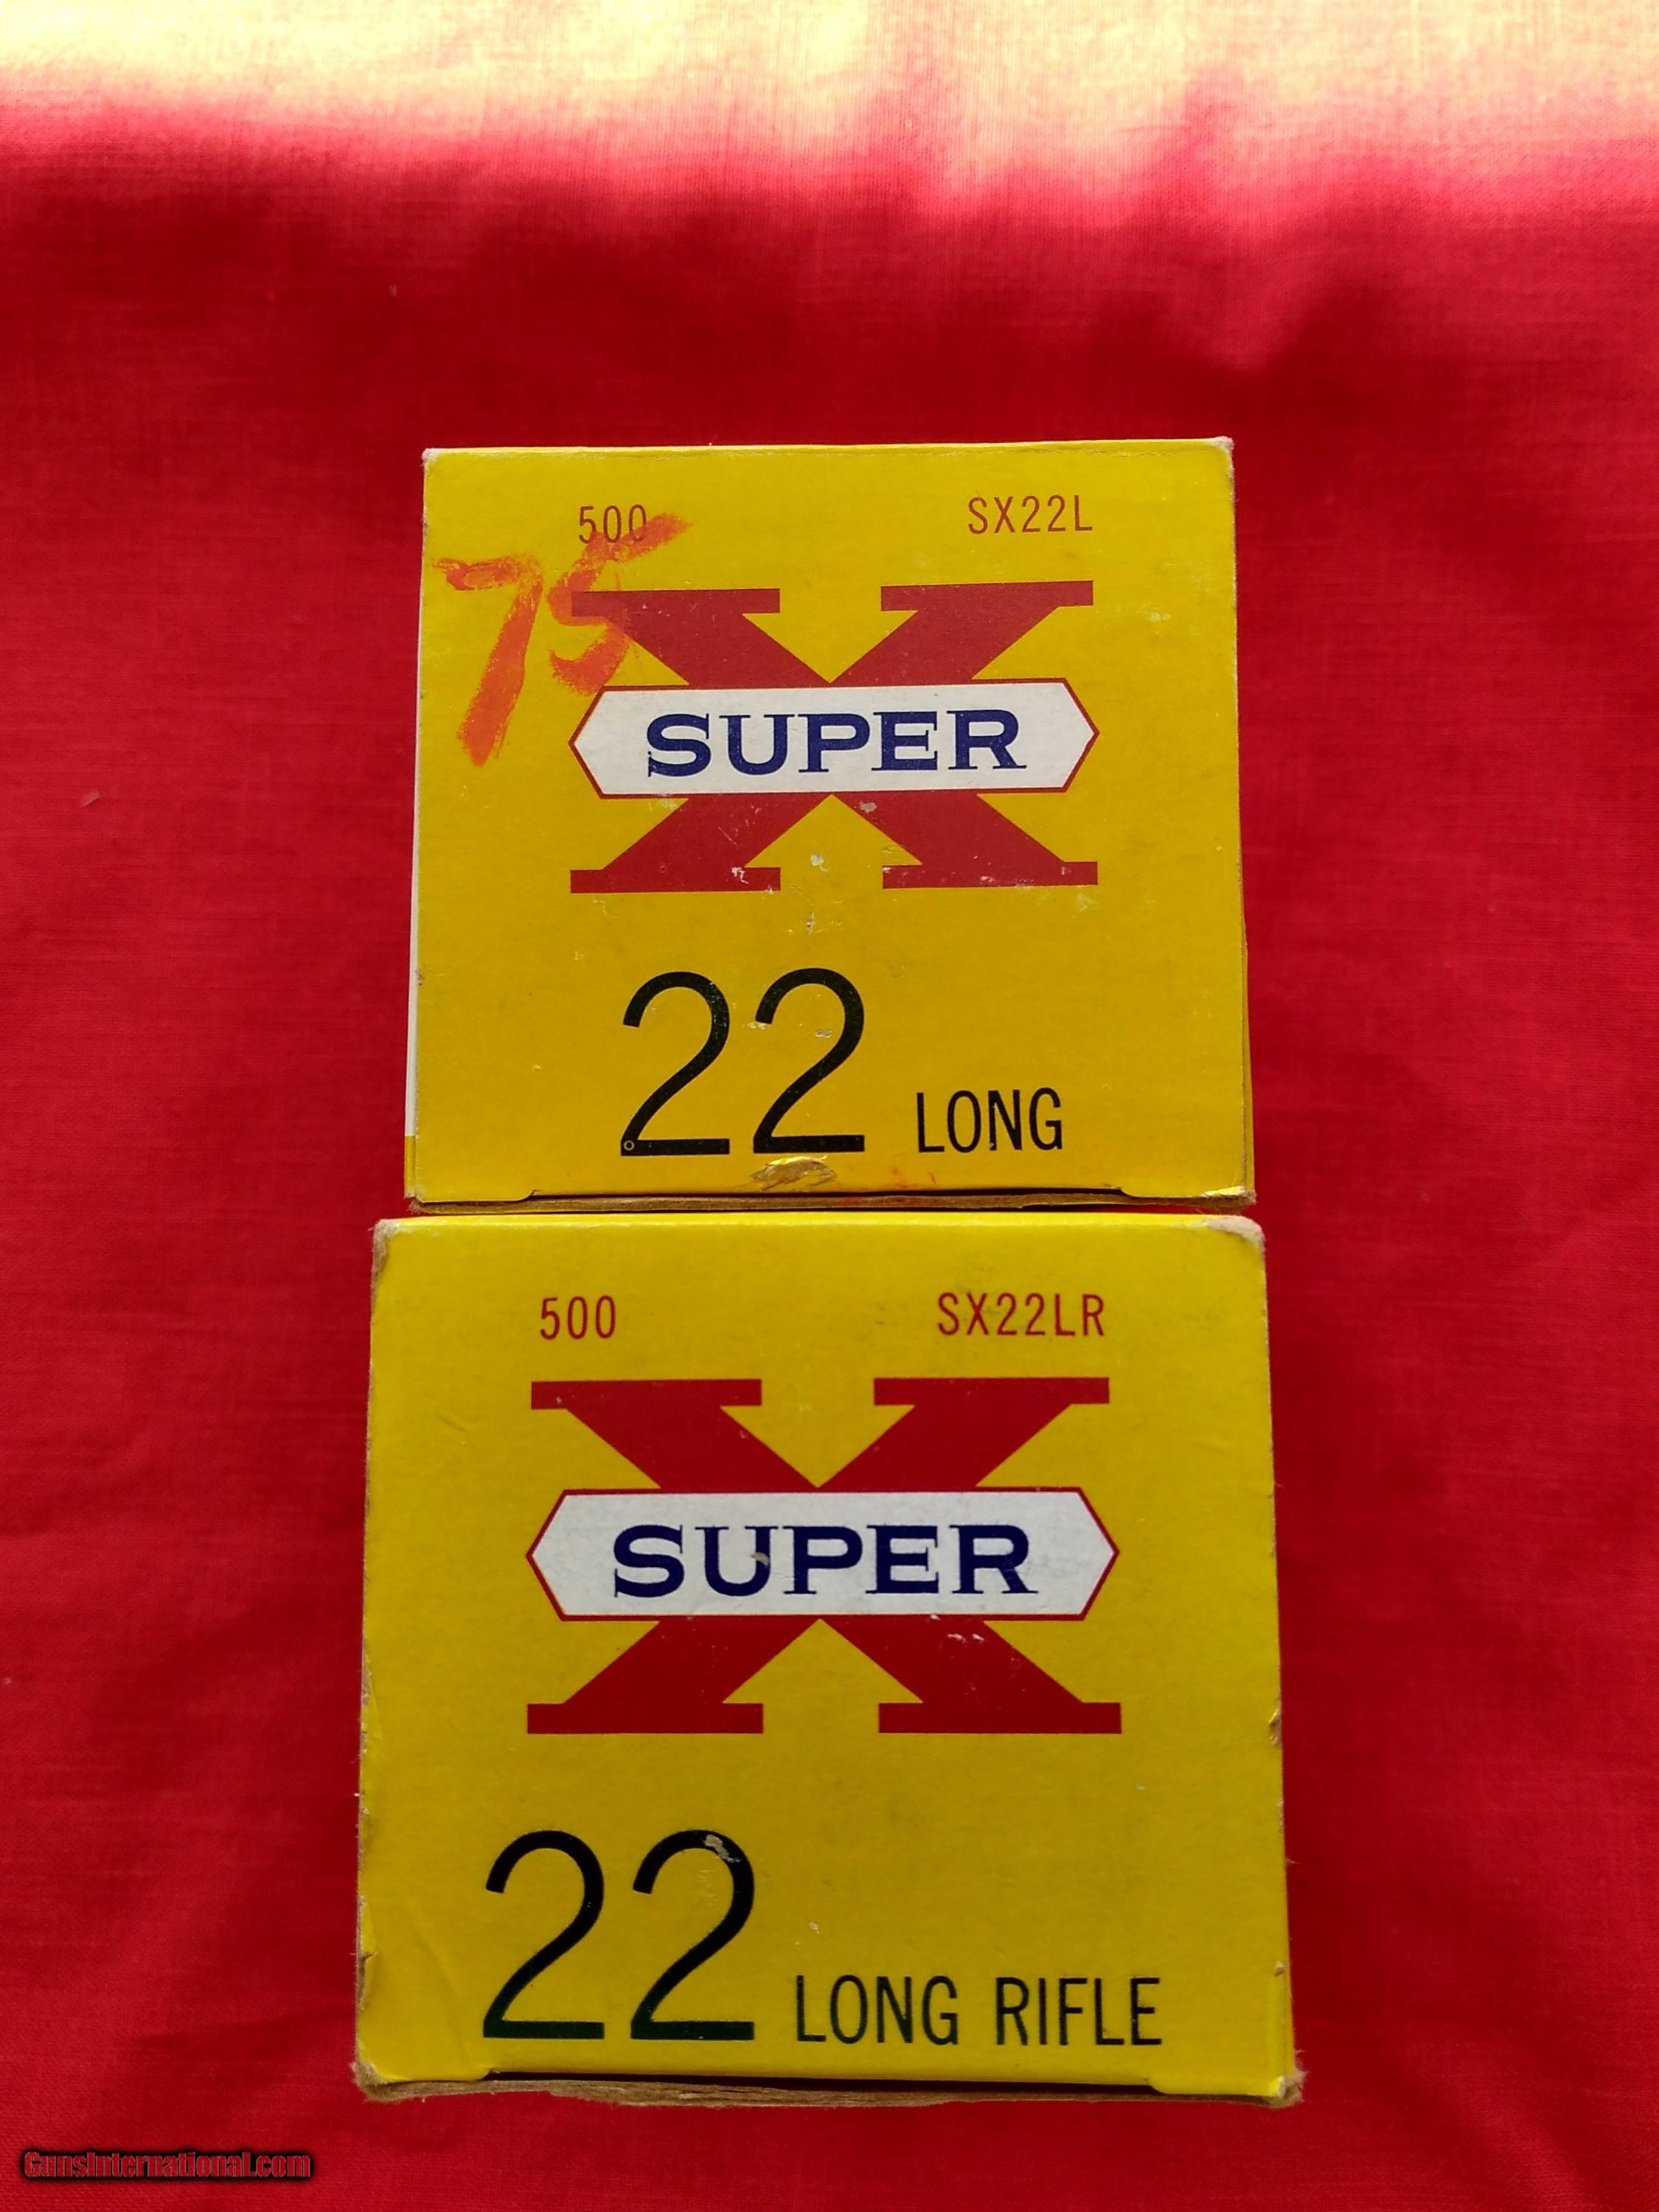 500 SX22L
75
X
SUPER
22 LONG
500 SX22LR
X
SUPER
22 LONG RIFLE
GunsInternational.com